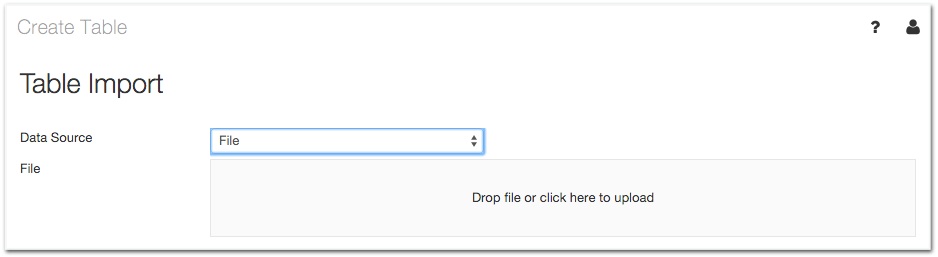 Create Table ?
Table Import
Data Source File
File
Drop file or click here to upload